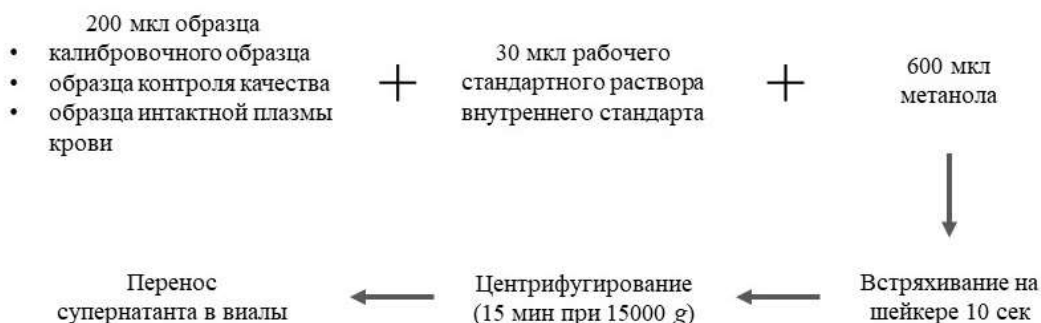 200 мкл образца
• калибровочного образца
• образца контроля качества
• образца интактной плазмы
крови
+
30 мкл рабочего
стандартного раствора
внутреннего стандарта
+
600 мкл
метанола
Встряхивание на
шейкере 10 сек
Центрифугирование
(15 мин при 15000 g)
Перенос
супернатанта в виалы